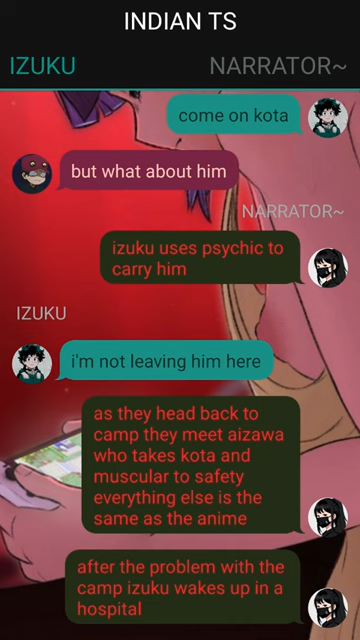 INDIAN TS
IZUKU
NARRATOR~
come on kota
but what about him
NARRATOR~
izuku uses psychic to
carry him
IZUKU
i'm not leaving him here
as they head back to
camp they meet aizawa
who takes kota and
muscular to safety
everything else is the
same as the anime
after the problem with the
camp izuku wakes up in a
hospital